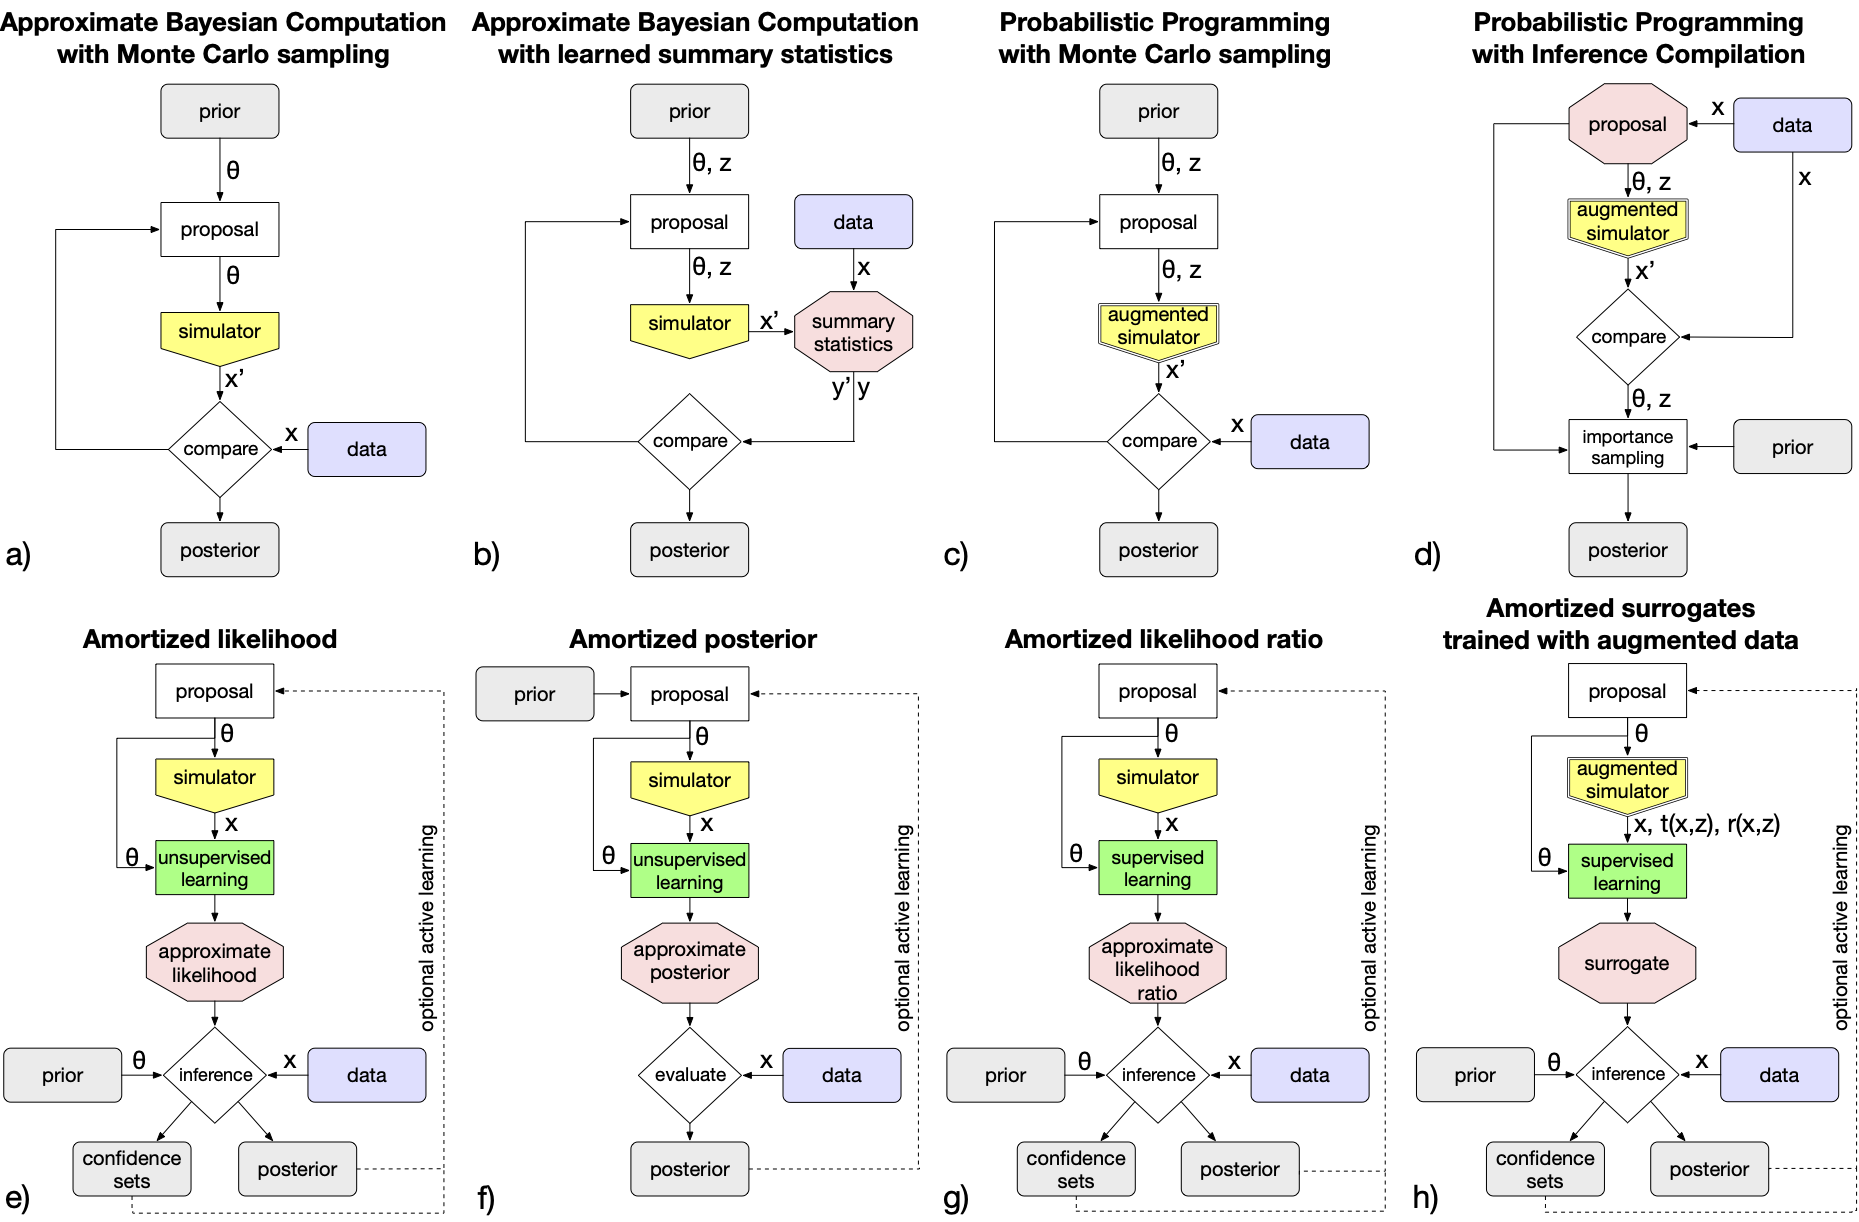 Approximate Bayesian Computation
with Monte Carlo sampling
prior
θ
proposal
θ
simulator
x’
compare
x
data
posterior
a)
Approximate Bayesian Computation
with learned summary statistics
prior
θ, z
proposal
data
θ, z
x
simulator
x’
summary
statistics
y’ y
compare
posterior
b)
Probabilistic Programming
with Monte Carlo sampling
prior
θ, z
proposal
θ, z
augmented
simulator
x’
compare
x
data
posterior
c)
Probabilistic Programming
with Inference Compilation
proposal
x
data
θ, z
x
augmented
simulator
x’
compare
θ, z
importance
sampling
prior
posterior
d)
Amortized likelihood
proposal
θ
simulator
x
θ
unsupervised
learning
approximate
likelihood
optional active learning
prior
θ
inference
x
data
confidence
sets
posterior
e)
Amortized posterior
prior
proposal
θ
simulator
x
θ
unsupervised
learning
approximate
posterior
optional active learning
evaluate
x
data
posterior
f)
Amortized likelihood ratio
proposal
θ
simulator
x
θ
supervised
learning
approximate
likelihood
ratio
optional active learning
prior
θ
inference
x
data
confidence
sets
posterior
g)
Amortized surrogates
trained with augmented data
proposal
θ
augmented
simulator
x, t(x,z), r(x,z)
θ
supervised
learning
surrogate
optional active learning
prior
θ
inference
x
data
confidence
sets
posterior
h)